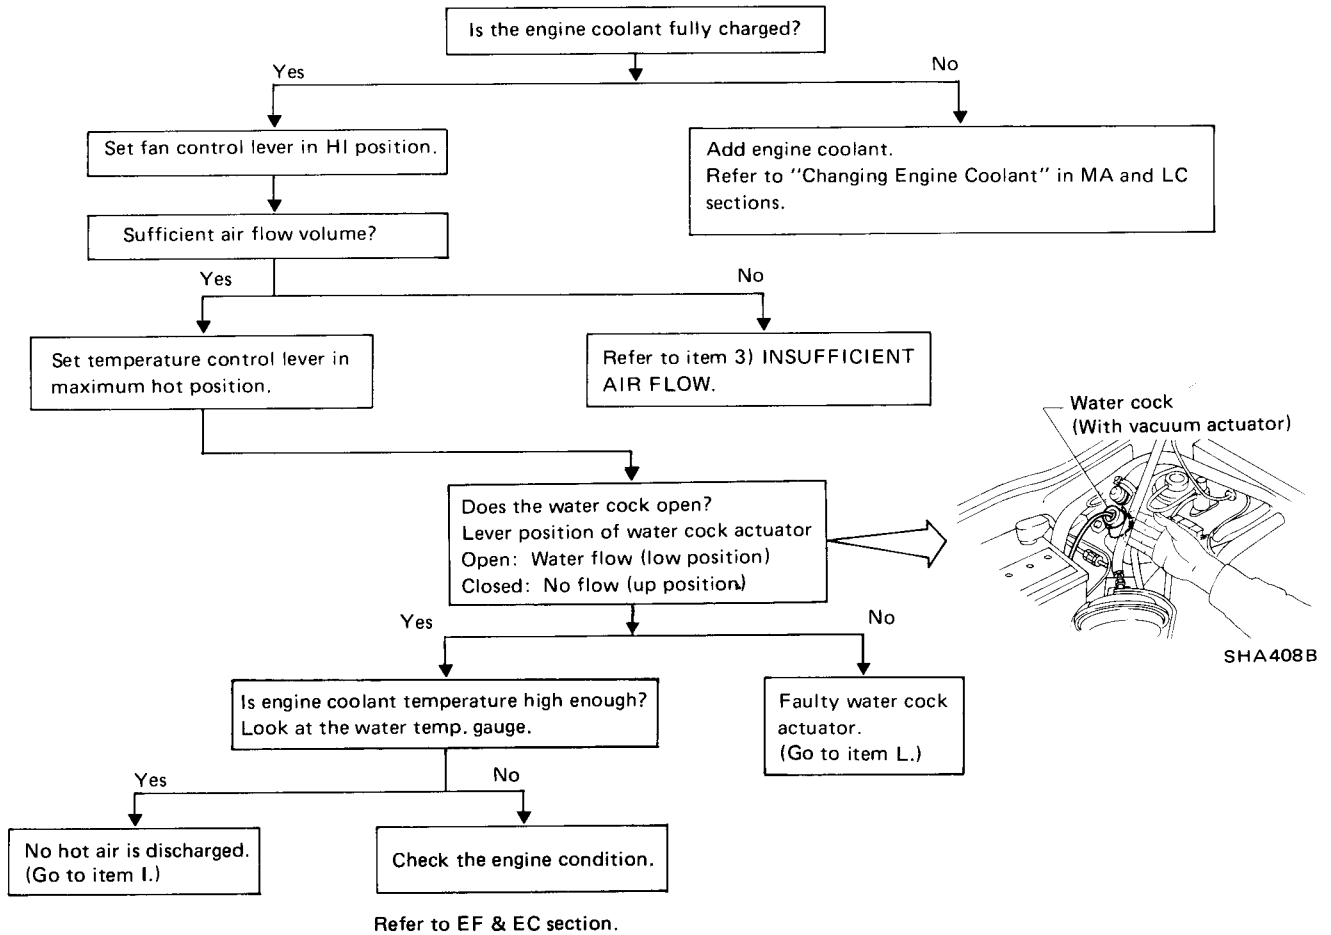 Is the engine coolant fully charged?
Yes
No
Set fan control lever in HI position.
Add engine coolant.
Refer to "Changing Engine Coolant" in MA and LC
sections.
Sufficient air flow volume?
Yes
No
Set temperature control lever in
maximum hot position.
Refer to item 3) INSUFFICIENT
AIR FLOW.
Water cock
(With vacuum actuator)
Does the water cock open?
Lever position of water cock actuator
Open: Water flow (low position)
Closed: No flow (up position)
SHA408B
Yes
No
Is engine coolant temperature high enough?
Look at the water temp. gauge.
Faulty water cock
actuator.
(Go to item L.)
Yes
No
No hot air is discharged.
(Go to item I.)
Check the engine condition.
Refer to EF & EC section.